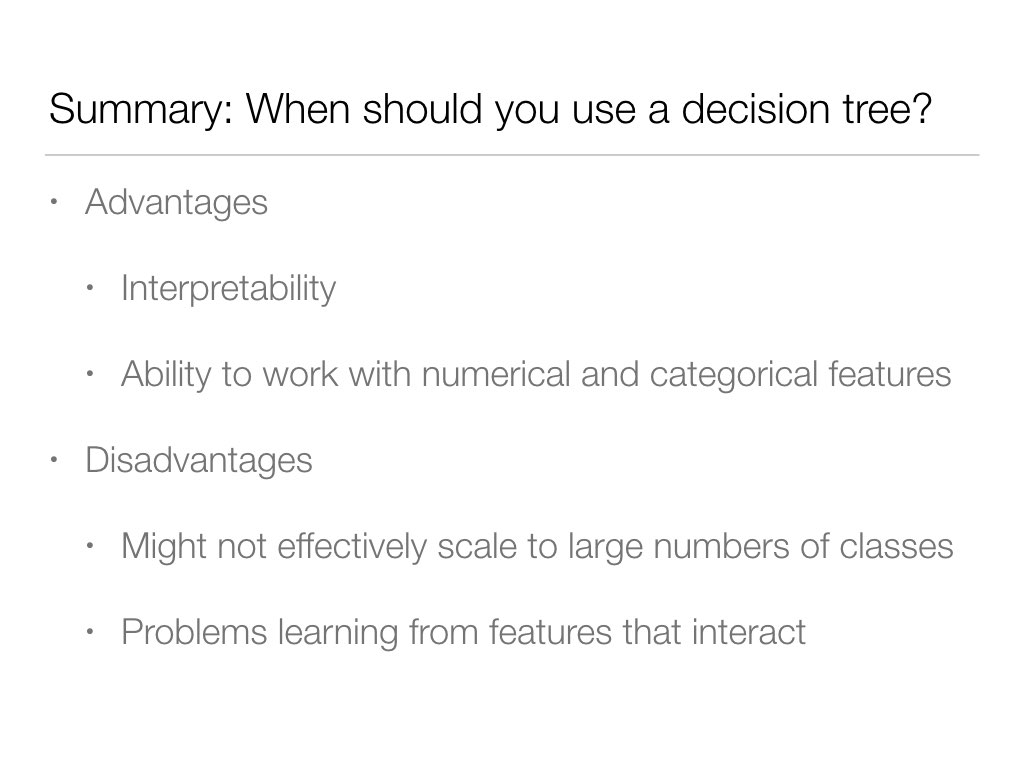 Summary: When should you use a decision tree?
• Advantages
• Interpretability
• Ability to work with numerical and categorical features
• Disadvantages
• Might not effectively scale to large numbers of classes
• Problems learning from features that interact